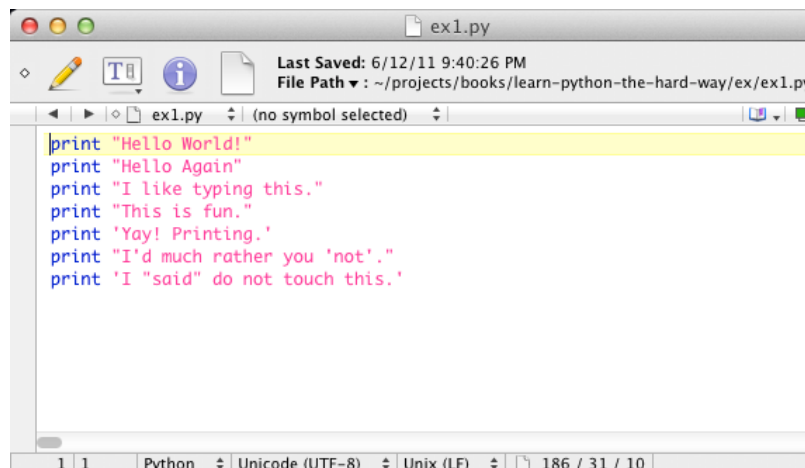 ex1.py
Last Saved: 6/12/11 9:40:26 PM
File Path ▾ : ~/projects/books/learn-python-the-hard-way/ex/ex1.py
ex1.py (no symbol selected)
print "Hello World!"
print "Hello Again"
print "I like typing this."
print "This is fun."
print 'Yay! Printing.'
print "I'd much rather you 'not'."
print 'I "said" do not touch this.'
1 1 Python Unicode (UTF-8) Unix (LF) 186 / 31 / 10